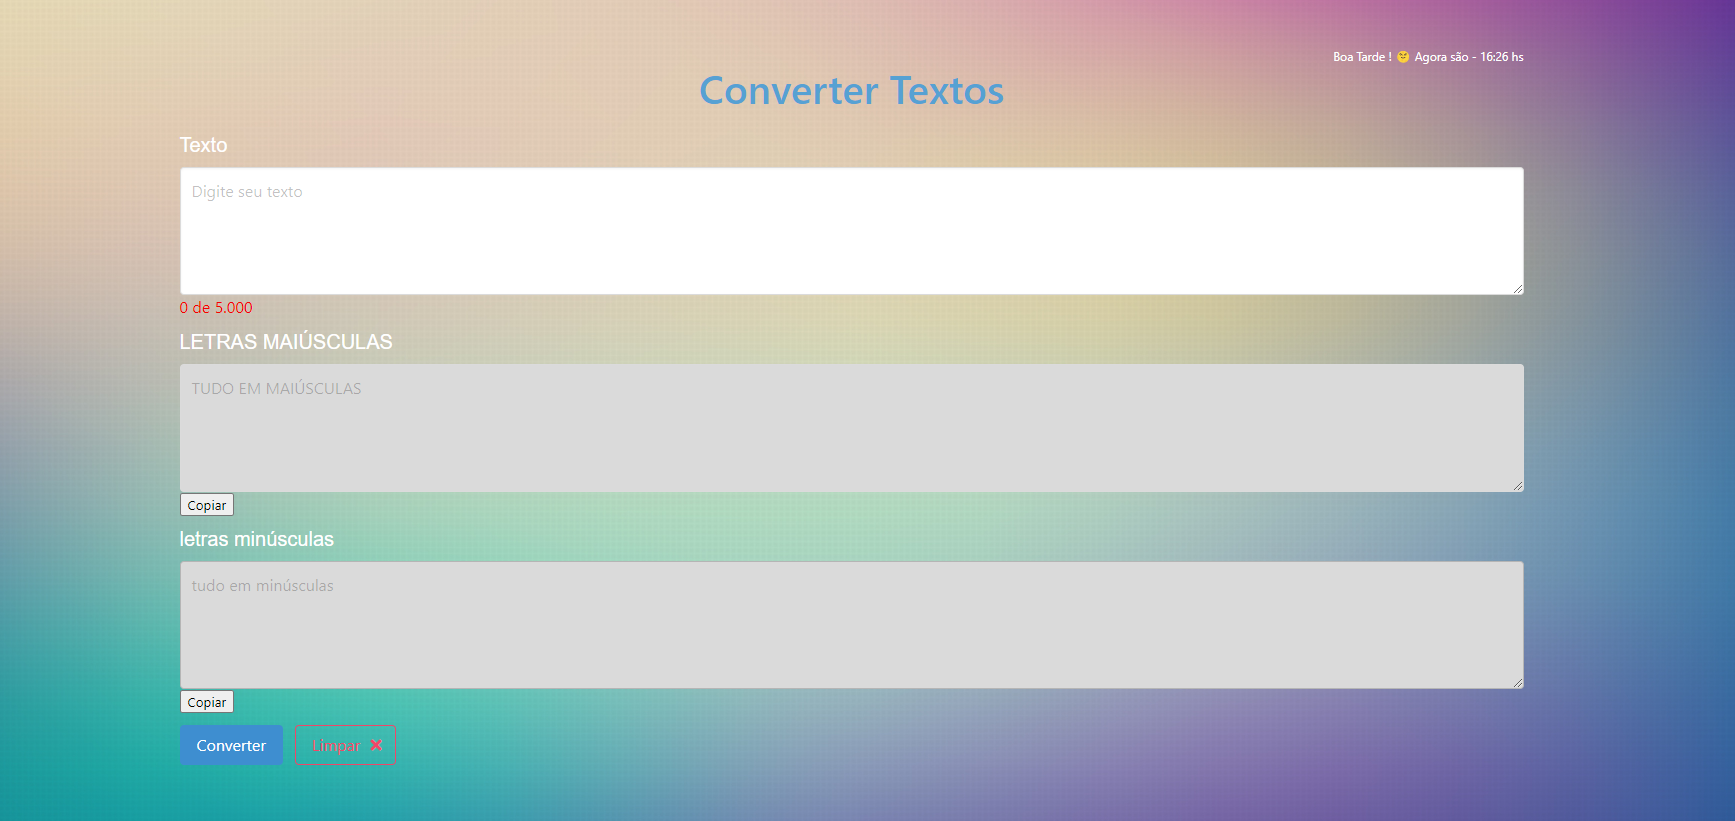 Boa Tarde ! 😏 Agora são - 16:26 hs
Converter Textos
Texto
Digite seu texto
0 de 5.000
LETRAS MAIÚSCULAS
TUDO EM MAIÚSCULAS
Copiar
letras minúsculas
tudo em minúsculas
Copiar
Converter
Limpar ✕